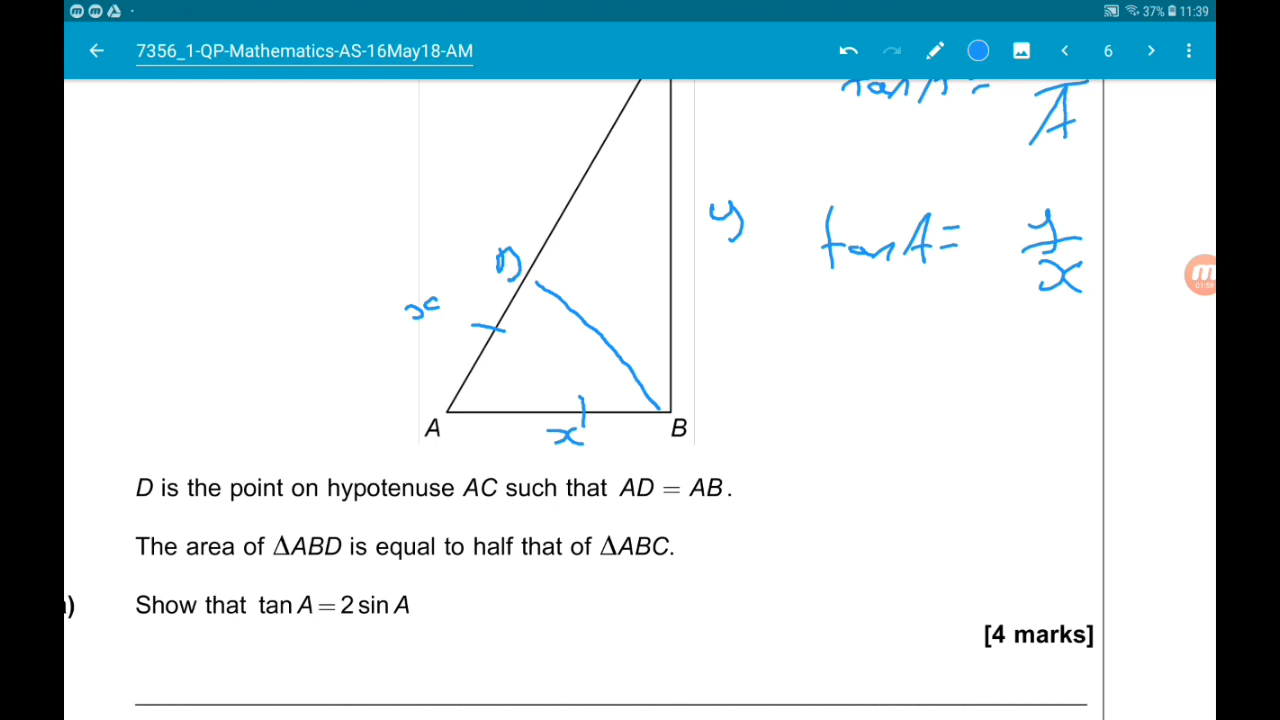 37% 11:39
7356_1-QP-Mathematics-AS-16May18-AM
6
tan A =
A
y
tan A = y/x
01:59
D
x
A
x
B
D is the point on hypotenuse AC such that AD = AB.
The area of ΔABD is equal to half that of ΔABC.
) Show that tan A = 2 sin A
[4 marks]